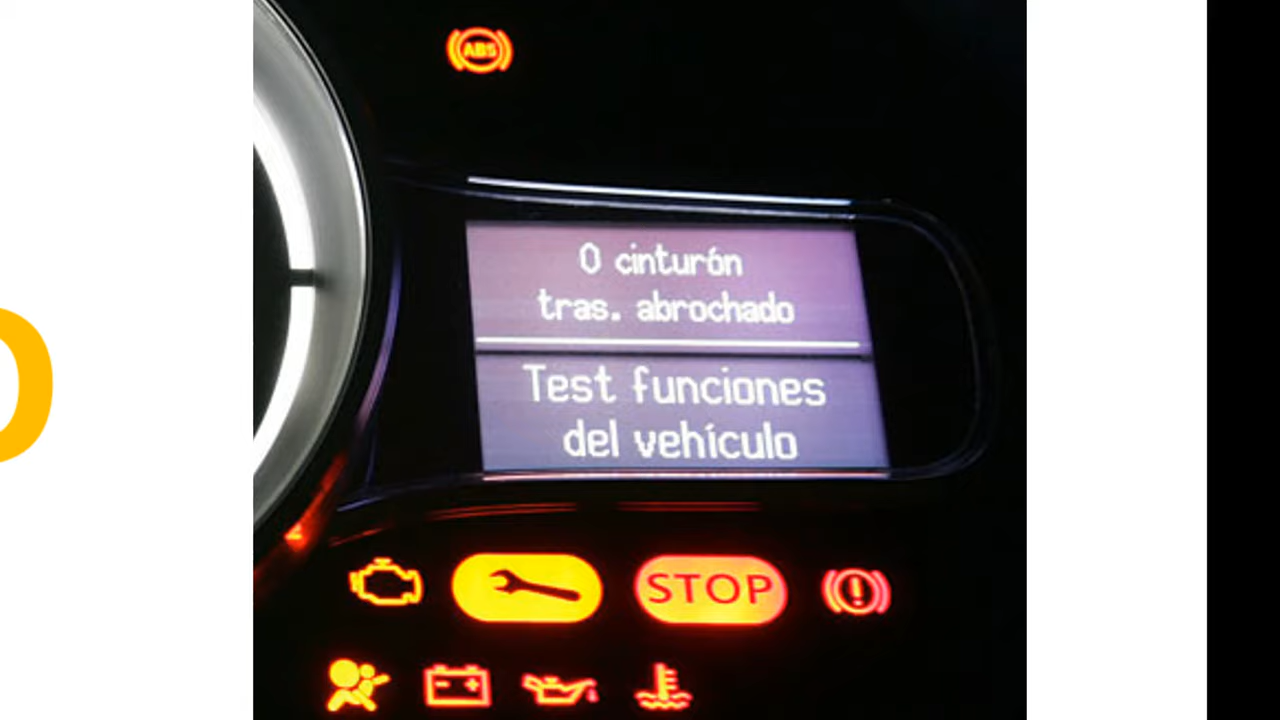 ABS
0 cinturón
tras. abrochado
Test funciones
del vehículo
STOP